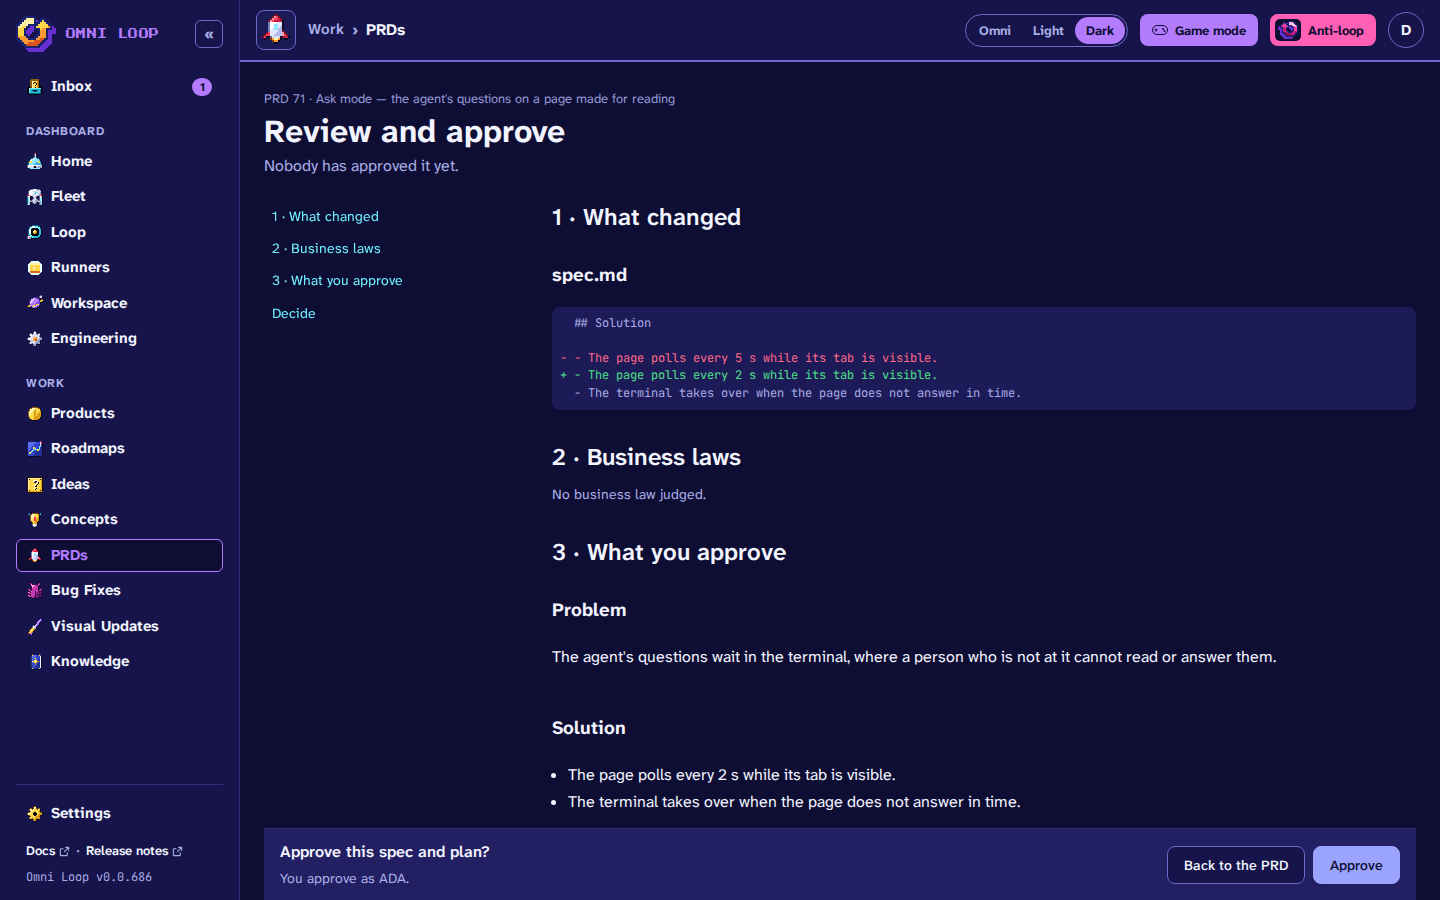 OMNI LOOP
«
Inbox
1
DASHBOARD
Home
Fleet
Loop
Runners
Workspace
Engineering
WORK
Products
Roadmaps
Ideas
Concepts
PRDs
Bug Fixes
Visual Updates
Knowledge
Settings
Docs · Release notes
Omni Loop v0.0.686
Work › PRDs
Omni Light Dark
Game mode
Anti-loop
D
PRD 71 · Ask mode — the agent's questions on a page made for reading
Review and approve
Nobody has approved it yet.
1 · What changed
2 · Business laws
3 · What you approve
Decide
1 · What changed
spec.md
## Solution
- - The page polls every 5 s while its tab is visible.
+ - The page polls every 2 s while its tab is visible.
- The terminal takes over when the page does not answer in time.
2 · Business laws
No business law judged.
3 · What you approve
Problem
The agent's questions wait in the terminal, where a person who is not at it cannot read or answer them.
Solution
• The page polls every 2 s while its tab is visible.
• The terminal takes over when the page does not answer in time.
Approve this spec and plan?
You approve as ADA.
Back to the PRD
Approve